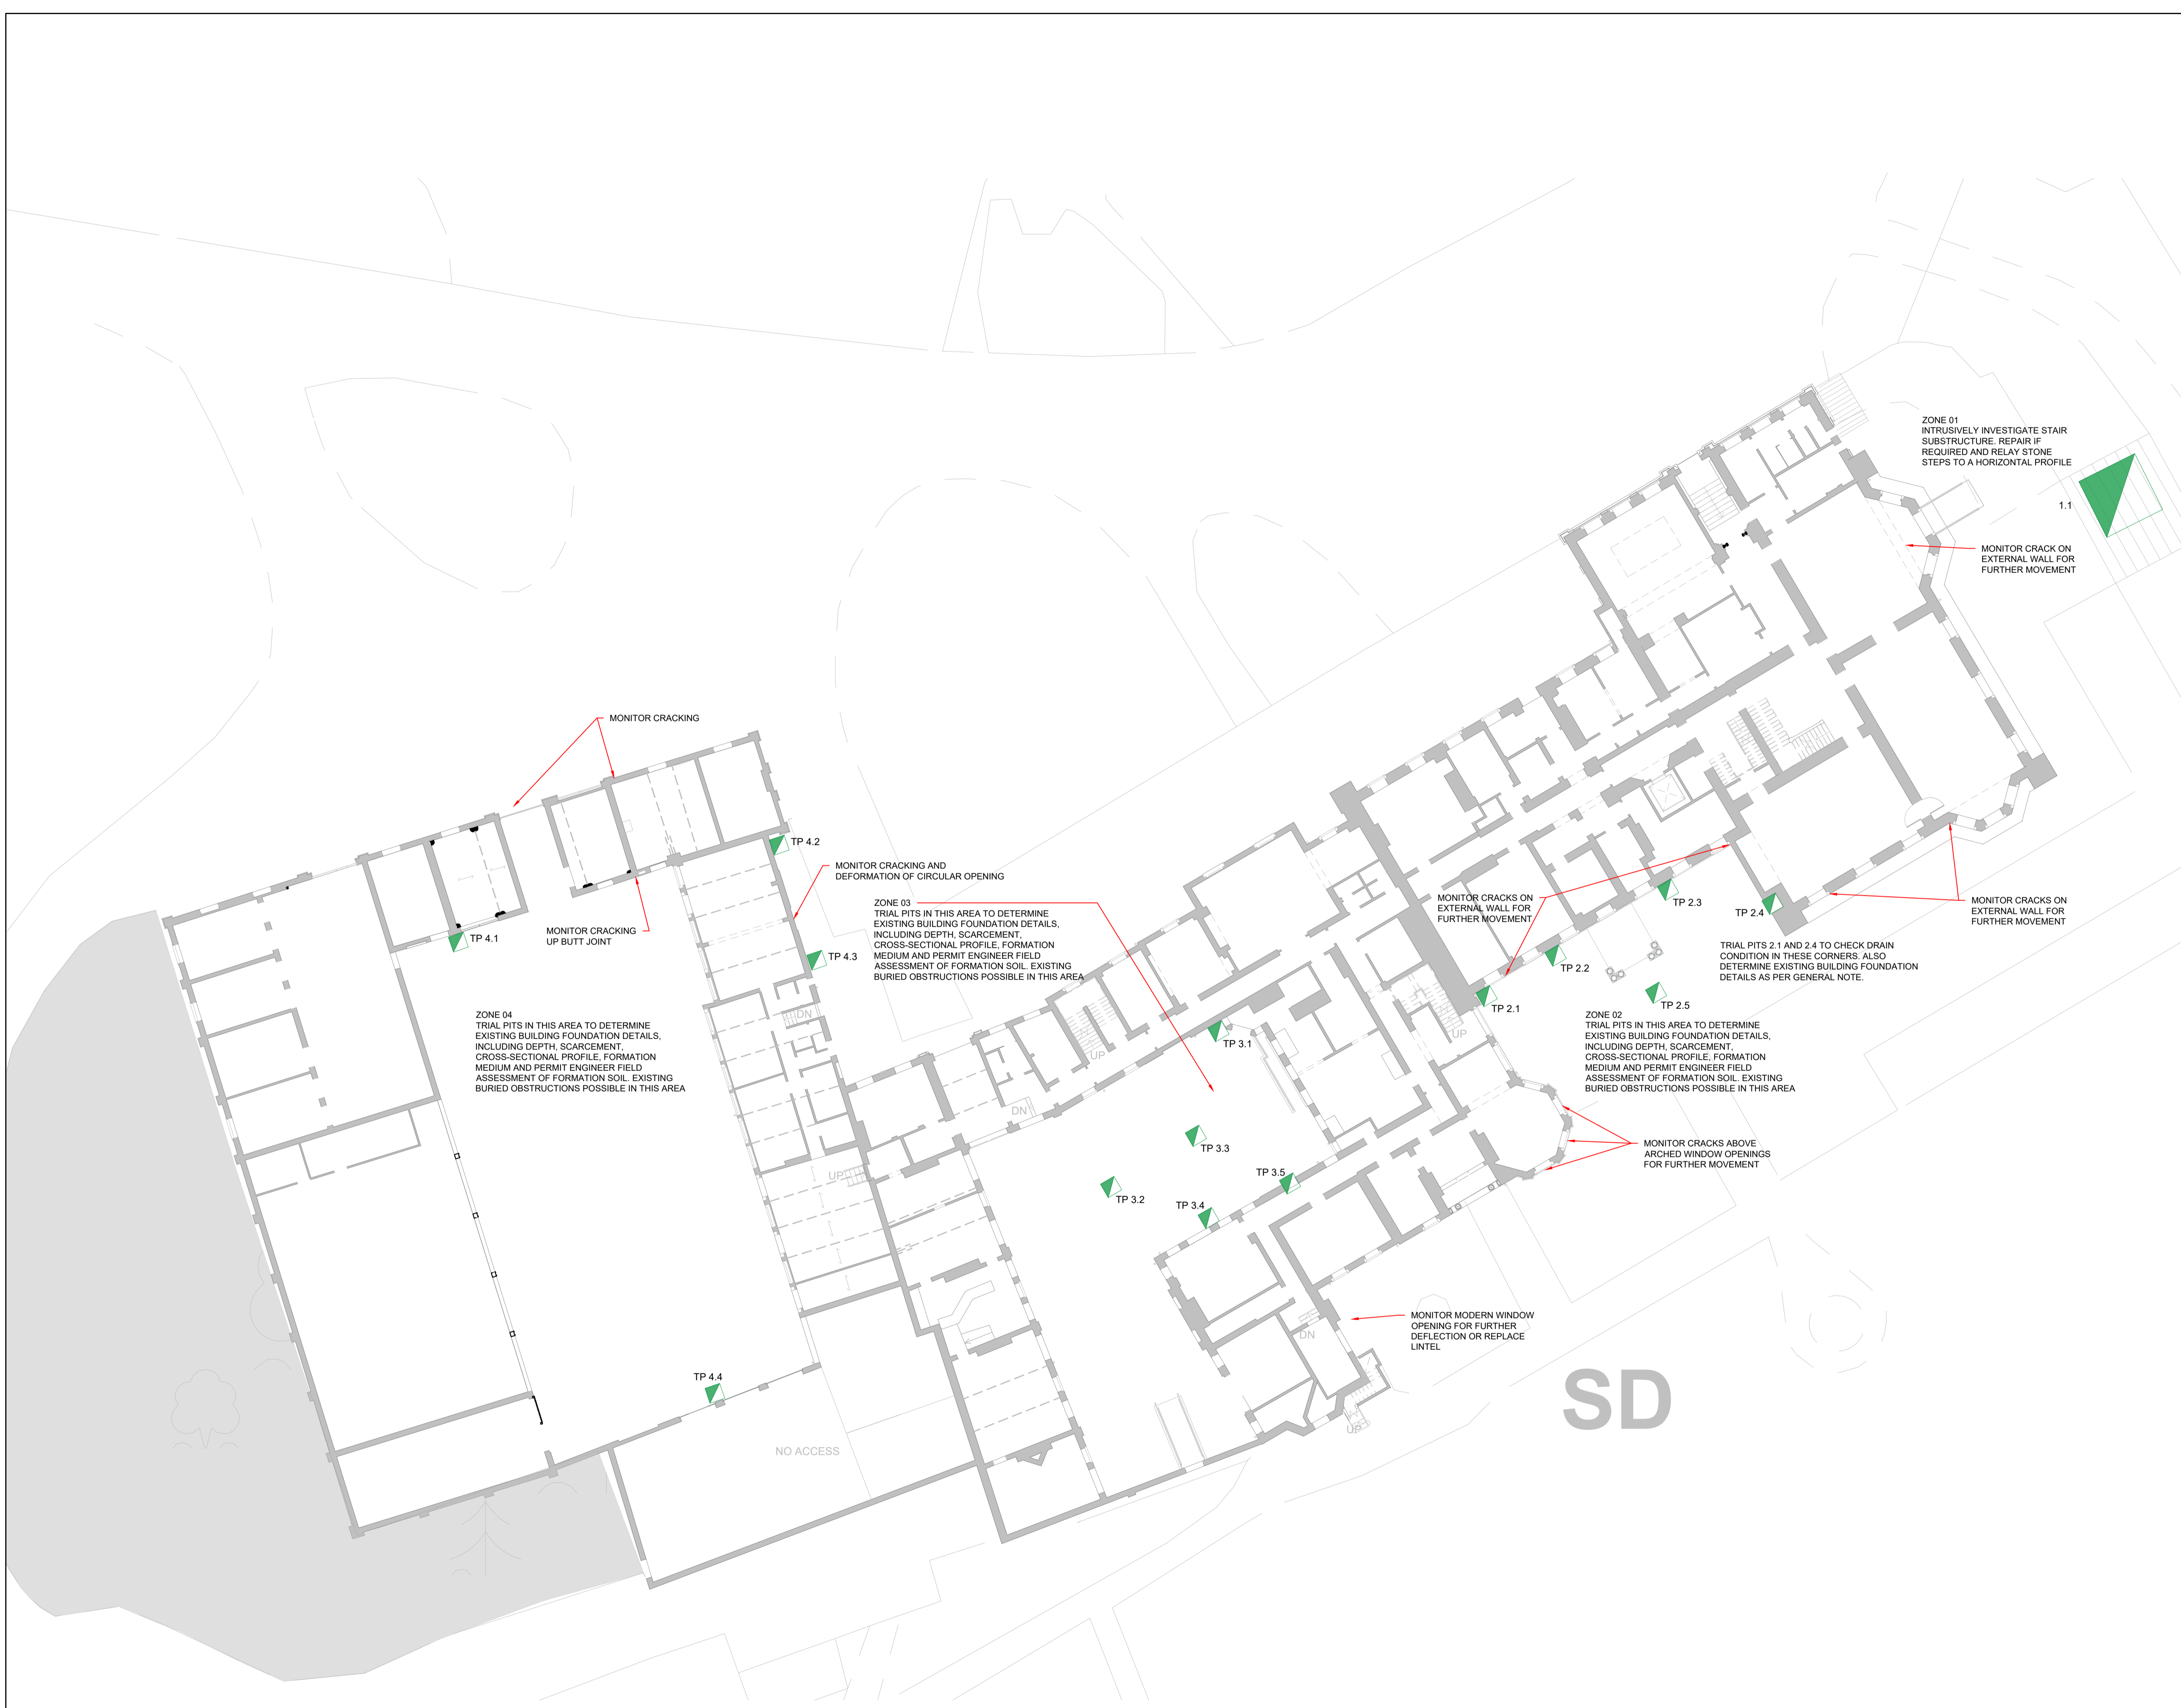 ZONE 01
INTRUSIVELY INVESTIGATE STAIR
SUBSTRUCTURE. REPAIR IF
REQUIRED AND RELAY STONE
STEPS TO A HORIZONTAL PROFILE
1.1
MONITOR CRACK ON
EXTERNAL WALL FOR
FURTHER MOVEMENT
MONITOR CRACKING
TP 4.2
MONITOR CRACKING AND
DEFORMATION OF CIRCULAR OPENING
ZONE 03
TRIAL PITS IN THIS AREA TO DETERMINE
EXISTING BUILDING FOUNDATION DETAILS,
INCLUDING DEPTH, SCARCEMENT,
CROSS-SECTIONAL PROFILE, FORMATION
MEDIUM AND PERMIT ENGINEER FIELD
ASSESSMENT OF FORMATION SOIL. EXISTING
BURIED OBSTRUCTIONS POSSIBLE IN THIS AREA
MONITOR CRACKS ON
EXTERNAL WALL FOR
FURTHER MOVEMENT
TP 2.3
TP 2.4
MONITOR CRACKS ON
EXTERNAL WALL FOR
FURTHER MOVEMENT
MONITOR CRACKING
UP BUTT JOINT
TP 4.1
TP 4.3
TRIAL PITS 2.1 AND 2.4 TO CHECK DRAIN
CONDITION IN THESE CORNERS. ALSO
DETERMINE EXISTING BUILDING FOUNDATION
DETAILS AS PER GENERAL NOTE.
TP 2.2
TP 2.1
TP 2.5
ZONE 02
TRIAL PITS IN THIS AREA TO DETERMINE
EXISTING BUILDING FOUNDATION DETAILS,
INCLUDING DEPTH, SCARCEMENT,
CROSS-SECTIONAL PROFILE, FORMATION
MEDIUM AND PERMIT ENGINEER FIELD
ASSESSMENT OF FORMATION SOIL. EXISTING
BURIED OBSTRUCTIONS POSSIBLE IN THIS AREA
ZONE 04
TRIAL PITS IN THIS AREA TO DETERMINE
EXISTING BUILDING FOUNDATION DETAILS,
INCLUDING DEPTH, SCARCEMENT,
CROSS-SECTIONAL PROFILE, FORMATION
MEDIUM AND PERMIT ENGINEER FIELD
ASSESSMENT OF FORMATION SOIL. EXISTING
BURIED OBSTRUCTIONS POSSIBLE IN THIS AREA
DN
UP
UP
TP 3.1
DN
UP
TP 3.3
TP 3.5
TP 3.2
TP 3.4
MONITOR CRACKS ABOVE
ARCHED WINDOW OPENINGS
FOR FURTHER MOVEMENT
MONITOR MODERN WINDOW
OPENING FOR FURTHER
DEFLECTION OR REPLACE
LINTEL
DN
UP
TP 4.4
NO ACCESS
SD